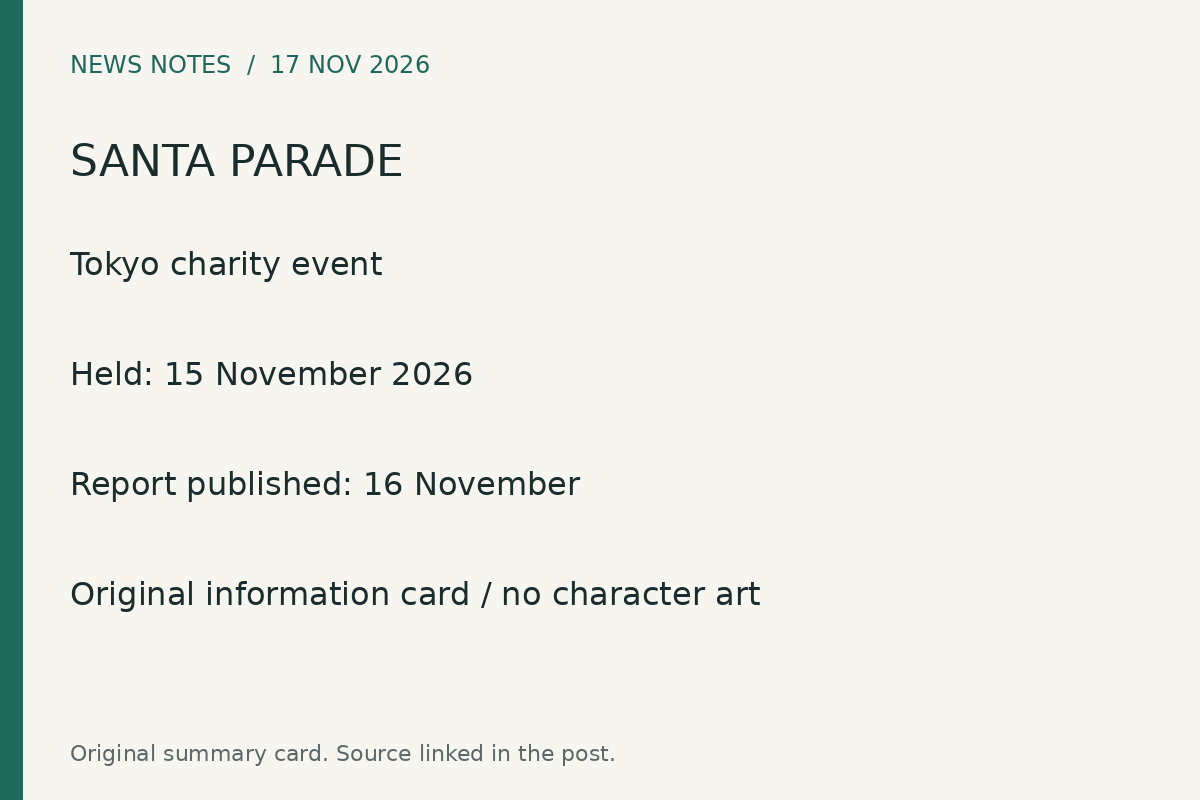 NEWS NOTES / 17 NOV 2026
SANTA PARADE
Tokyo charity event
Held: 15 November 2026
Report published: 16 November
Original information card / no character art
Original summary card. Source linked in the post.